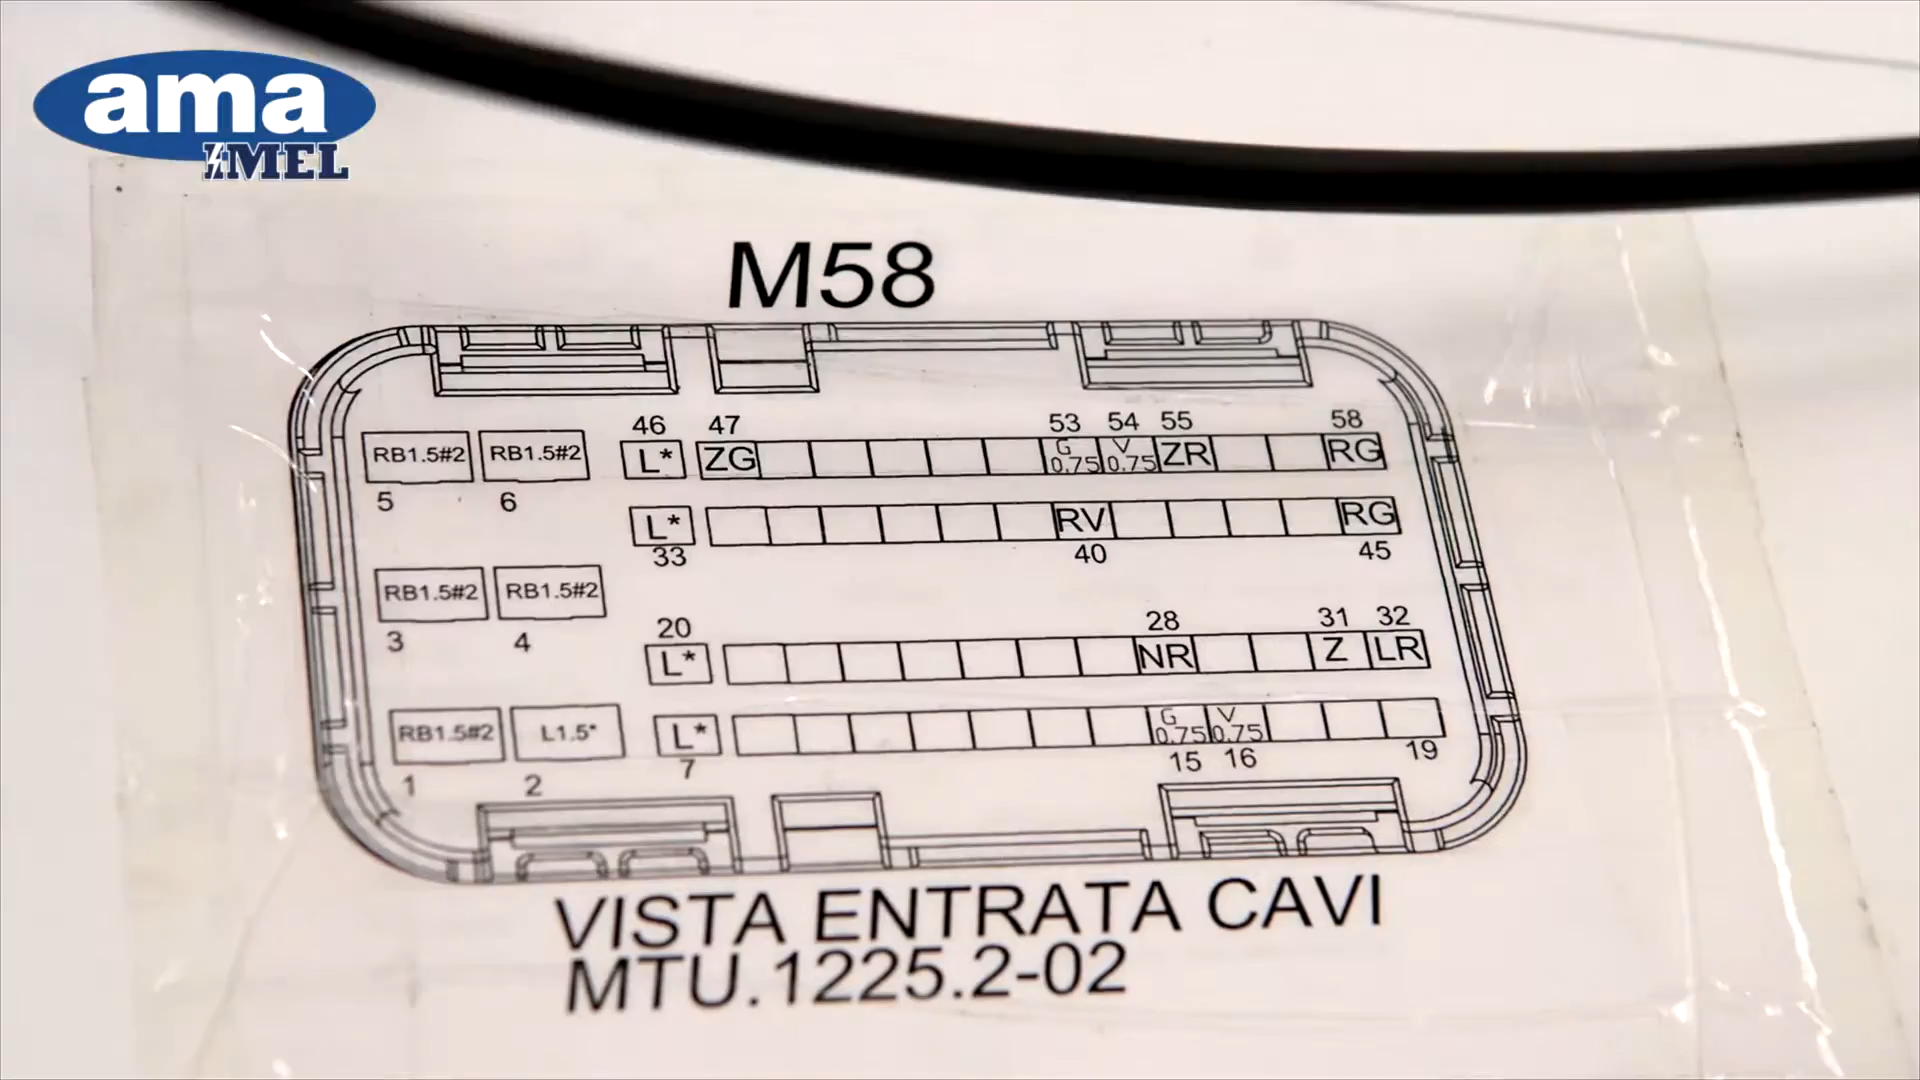 ama
IMEL
M58
46 47 53 54 55 58
RB1.5#2 RB1.5#2 L* ZG G 0.75 V 0.75 ZR RG
5 6
L* RV RG
33 40 45
RB1.5#2 RB1.5#2
3 4
20 28 31 32
L* NR Z LR
RB1.5#2 L1.5* L* G 0.75 V 0.75
1 2 7 15 16 19
VISTA ENTRATA CAVI
MTU.1225.2-02